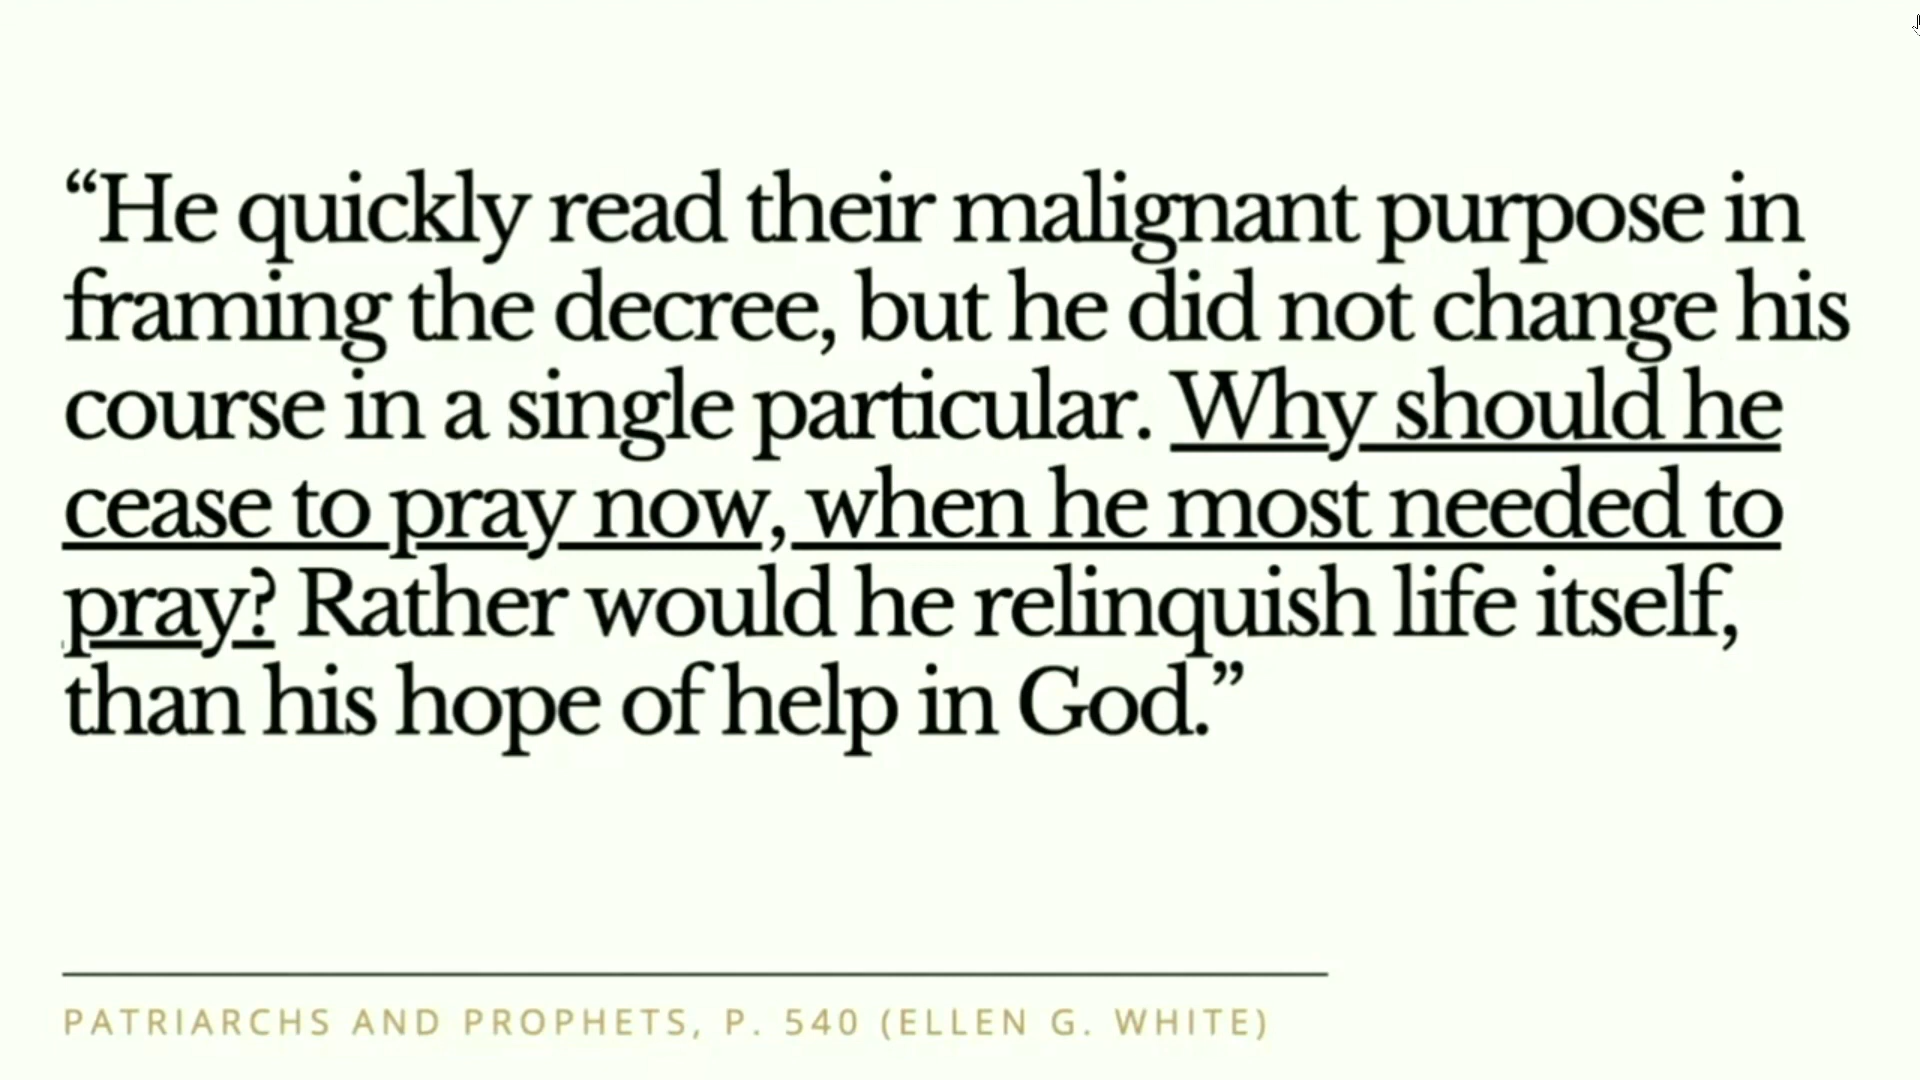 “He quickly read their malignant purpose in
framing the decree, but he did not change his
course in a single particular. Why should he
cease to pray now, when he most needed to
pray? Rather would he relinquish life itself,
than his hope of help in God.”
PATRIARCHS AND PROPHETS, P. 540 (ELLEN G. WHITE)